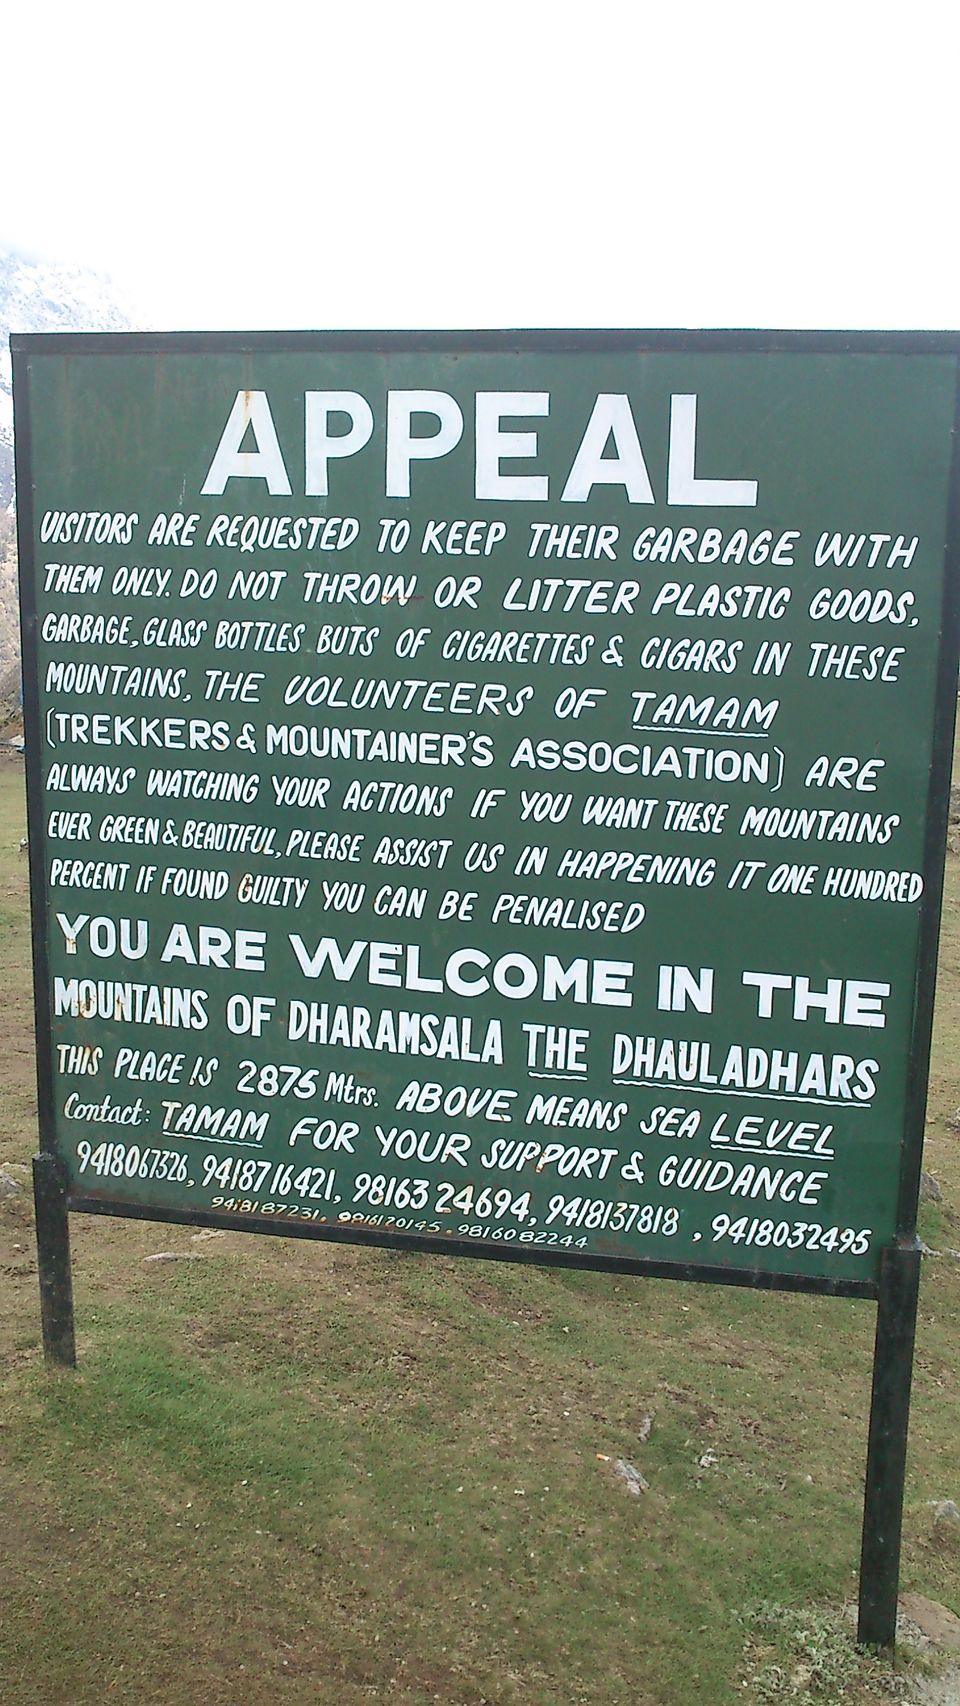 APPEAL
VISITORS ARE REQUESTED TO KEEP THEIR GARBAGE WITH
THEM ONLY. DO NOT THROW OR LITTER PLASTIC GOODS,
GARBAGE, GLASS BOTTLES. BUTS OF CIGARETTES & CIGARS IN THESE
MOUNTAINS, THE VOLUNTEERS OF TAMAM
(TREKKERS & MOUNTAINER'S ASSOCIATION) ARE
ALWAYS WATCHING YOUR ACTIONS IF YOU WANT THESE MOUNTAINS
EVER GREEN & BEAUTIFUL, PLEASE ASSIST US IN HAPPENING IT ONE HUNDRED
PERCENT IF FOUND GUILTY YOU CAN BE PENALISED
YOU ARE WELCOME IN THE
MOUNTAINS OF DHARAMSALA THE DHAULADHARS
THIS PLACE IS 2875 Mtrs. ABOVE MEANS SEA LEVEL
Contact: TAMAM FOR YOUR SUPPORT & GUIDANCE
9418067326, 9418716421, 98163 24694, 9418137818, 9418032495
9418187231, 9816120145. 9816082244